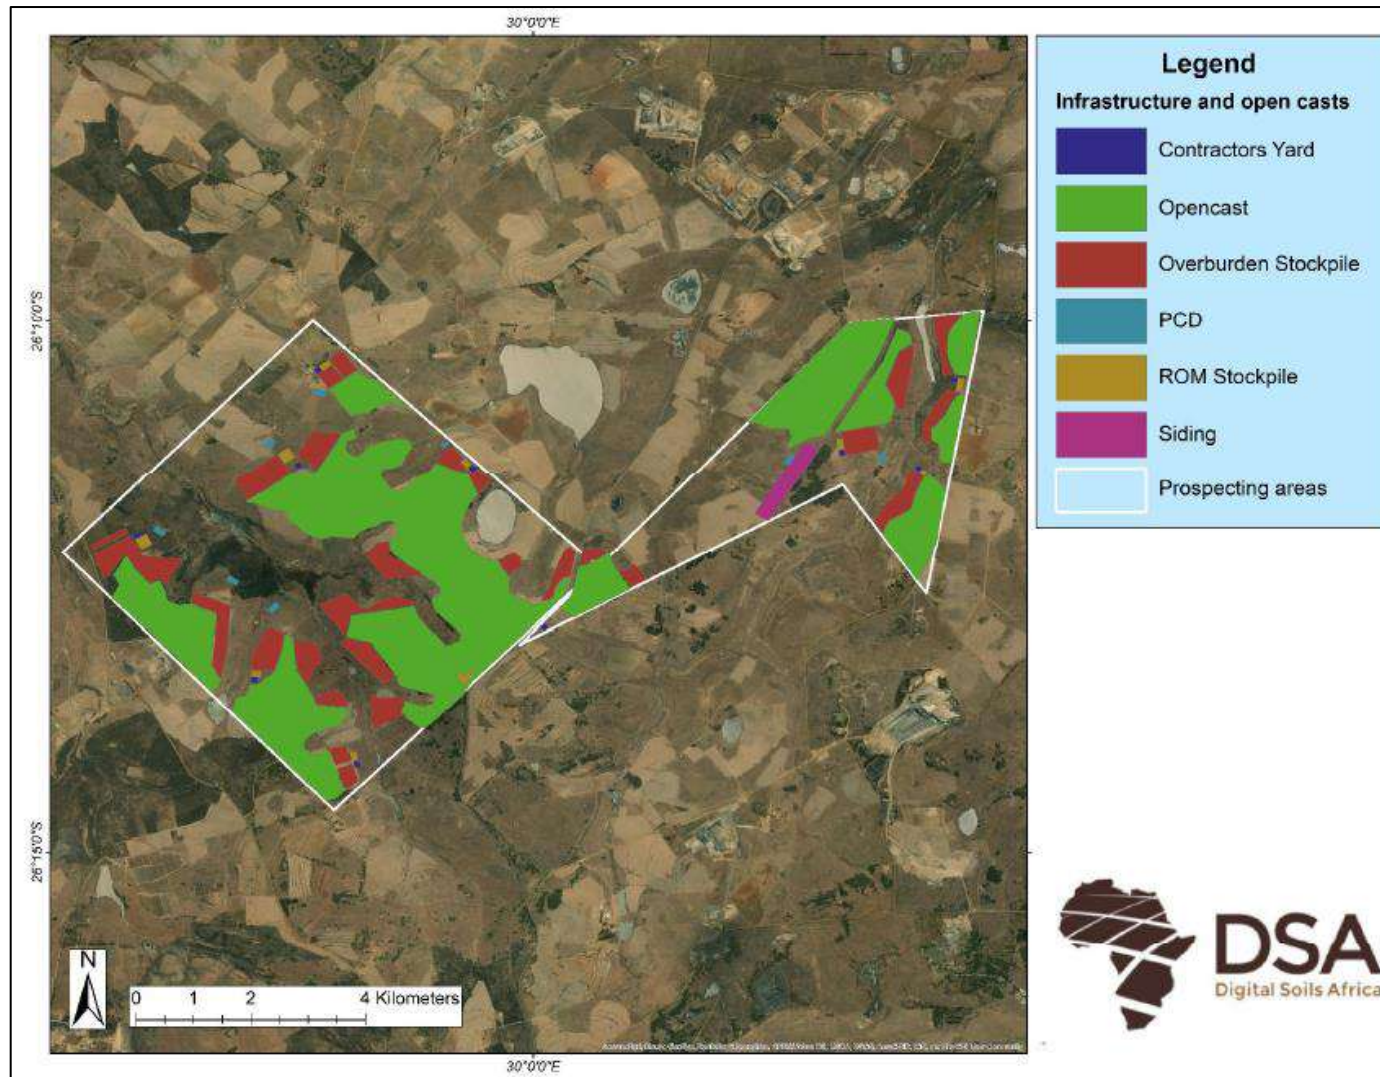 30°0'0"E
Legend
Infrastructure and open casts
Contractors Yard
Opencast
Overburden Stockpile
PCD
ROM Stockpile
Siding
Prospecting areas
26°10'0"S
26°15'0"S
N
0 1 2 4 Kilometers
DSA
Digital Soils Africa
30°0'0"E